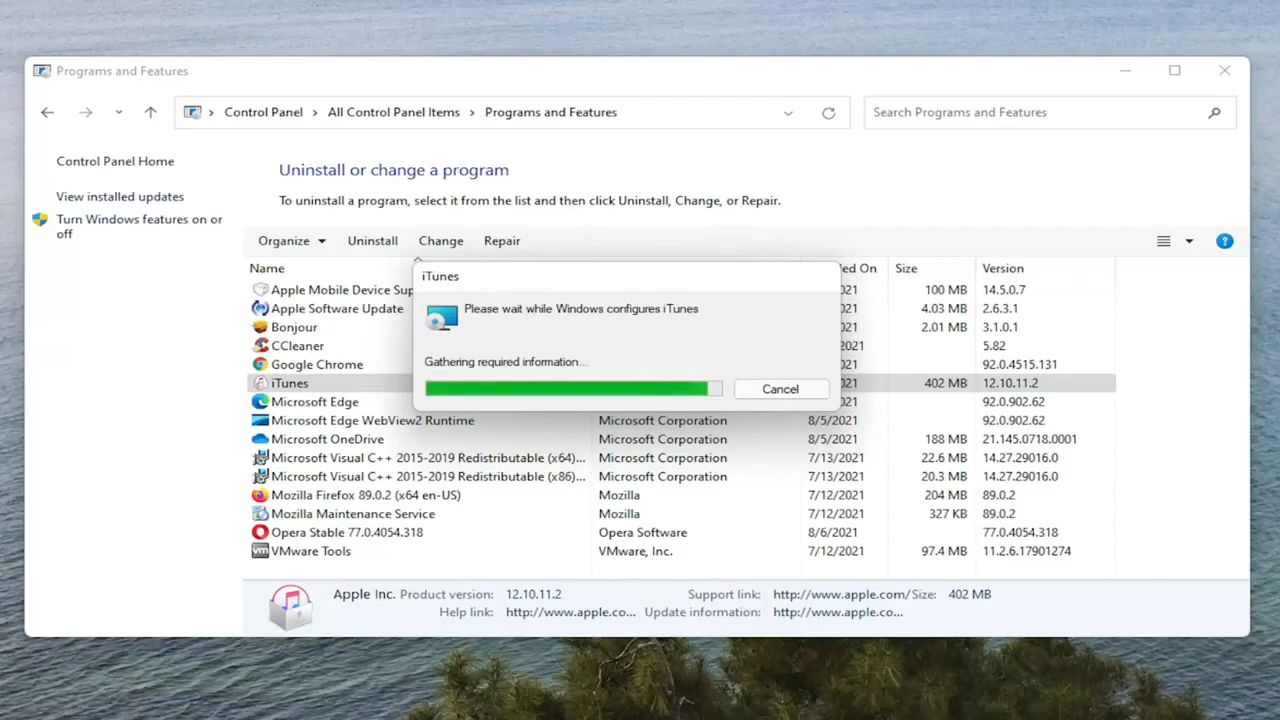 Programs and Features
Control Panel › All Control Panel Items › Programs and Features
Search Programs and Features
Control Panel Home
View installed updates
Turn Windows features on or
off
Uninstall or change a program
To uninstall a program, select it from the list and then click Uninstall, Change, or Repair.
Organize Uninstall Change Repair
?
Name ed On Size Version
Apple Mobile Device Sup 021 100 MB 14.5.0.7
Apple Software Update 021 4.03 MB 2.6.3.1
Bonjour 021 2.01 MB 3.1.0.1
CCleaner 2021 5.82
Google Chrome 021 92.0.4515.131
iTunes 021 402 MB 12.10.11.2
Microsoft Edge 021 92.0.902.62
Microsoft Edge WebView2 Runtime Microsoft Corporation 8/5/2021 92.0.902.62
Microsoft OneDrive Microsoft Corporation 8/5/2021 188 MB 21.145.0718.0001
Microsoft Visual C++ 2015-2019 Redistributable (x64)... Microsoft Corporation 7/13/2021 22.6 MB 14.27.29016.0
Microsoft Visual C++ 2015-2019 Redistributable (x86)... Microsoft Corporation 7/13/2021 20.3 MB 14.27.29016.0
Mozilla Firefox 89.0.2 (x64 en-US) Mozilla 7/12/2021 204 MB 89.0.2
Mozilla Maintenance Service Mozilla 7/12/2021 327 KB 89.0.2
Opera Stable 77.0.4054.318 Opera Software 8/6/2021 77.0.4054.318
vm VMware Tools VMware, Inc. 7/12/2021 97.4 MB 11.2.6.17901274
iTunes
Please wait while Windows configures iTunes
Gathering required information...
Cancel
Apple Inc. Product version: 12.10.11.2 Support link: http://www.apple.com/ Size: 402 MB
Help link: http://www.apple.co... Update information: http://www.apple.co...